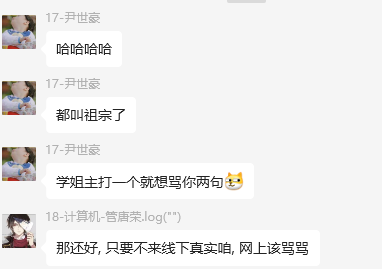 17-尹世豪
哈哈哈哈
17-尹世豪
都叫祖宗了
17-尹世豪
学姐主打一个就想骂你两句
18-计算机-管唐荣.log("")
那还好, 只要不来线下真实咱, 网上该骂骂